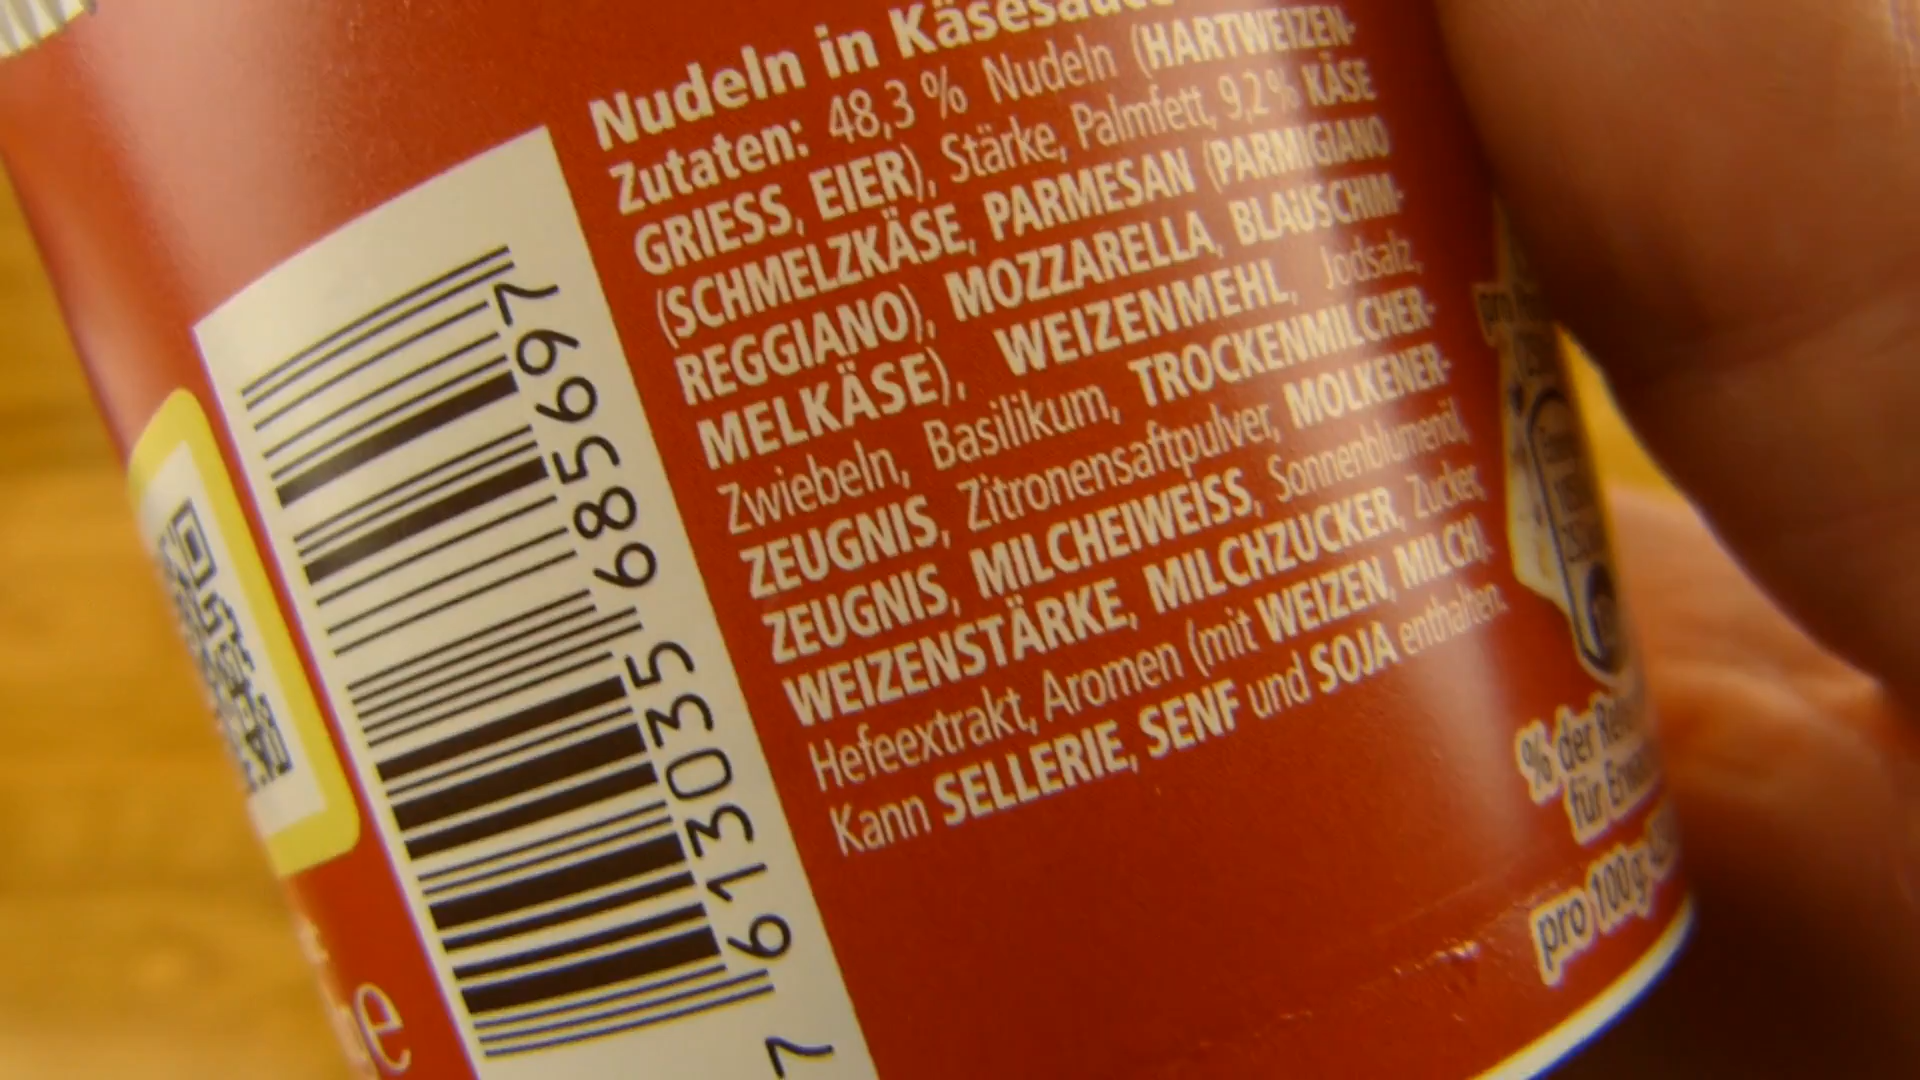 Nudeln in Käsesauce
Zutaten: 48,3 % Nudeln (HARTWEIZEN-
GRIESS, EIER), Stärke, Palmfett, 9,2% KÄSE
(SCHMELZKÄSE, PARMESAN (PARMIGIANO
REGGIANO), MOZZARELLA, BLAUSCHIM-
MELKÄSE), WEIZENMEHL, Jodsalz,
Zwiebeln, Basilikum, TROCKENMILCHER-
ZEUGNIS, Zitronensaftpulver, MOLKENER-
ZEUGNIS, MILCHEIWEISS, Sonnenblumenöl,
WEIZENSTÄRKE, MILCHZUCKER, Zucker,
Hefeextrakt, Aromen (mit WEIZEN, MILCH).
Kann SELLERIE, SENF und SOJA enthalten.
7 613035 685697
pro
% der
für
pro 100g:
e